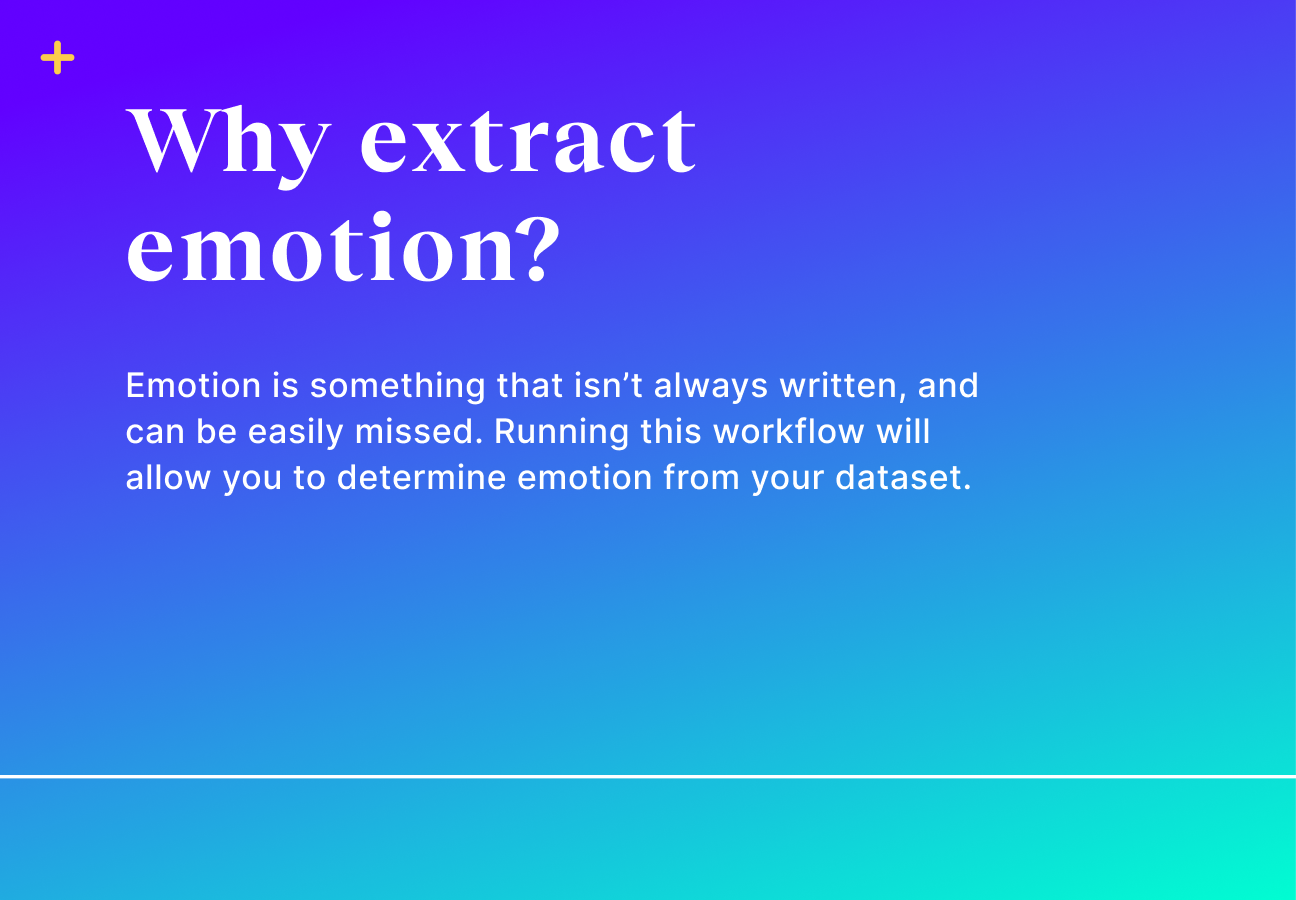 Why extract
emotion?
Emotion is something that isn’t always written, and
can be easily missed. Running this workflow will
allow you to determine emotion from your dataset.